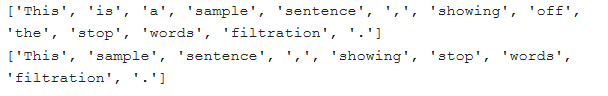 ['This', 'is', 'a', 'sample', 'sentence', ',', 'showing', 'off',
'the', 'stop', 'words', 'filtration', '.']
['This', 'sample', 'sentence', ',', 'showing', 'stop', 'words',
'filtration', '.']